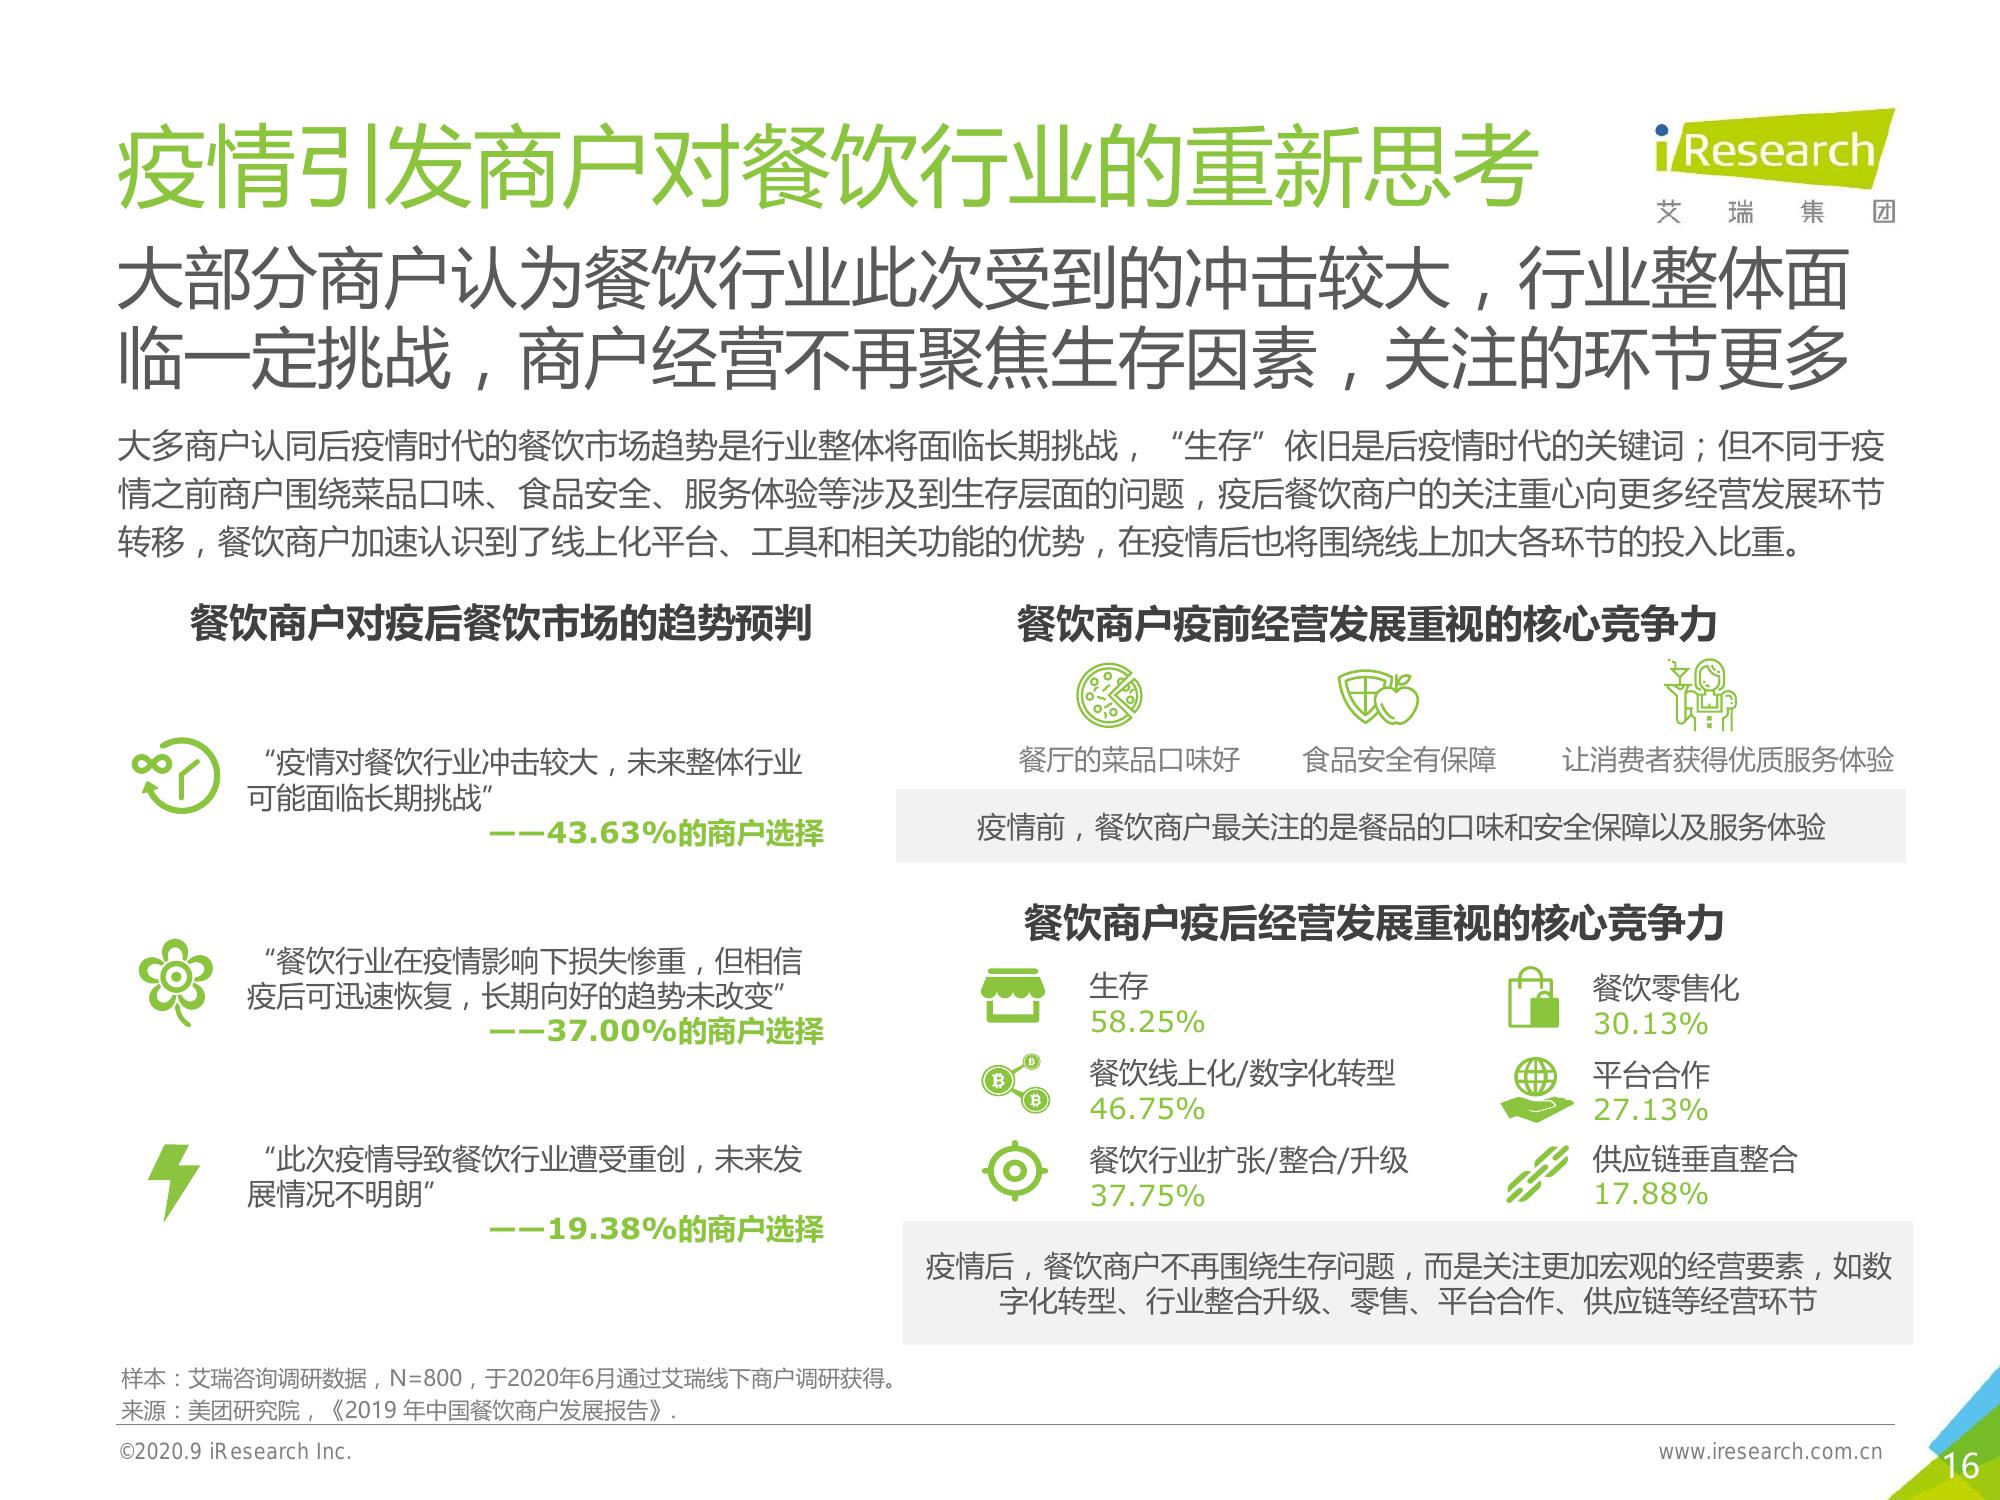 疫情引发商户对餐饮行业的重新思考
iResearch
艾瑞集团
大部分商户认为餐饮行业此次受到的冲击较大，行业整体面
临一定挑战，商户经营不再聚焦生存因素，关注的环节更多
大多商户认同后疫情时代的餐饮市场趋势是行业整体将面临长期挑战，“生存”依旧是后疫情时代的关键词；但不同于疫
情之前商户围绕菜品口味、食品安全、服务体验等涉及到生存层面的问题，疫后餐饮商户的关注重心向更多经营发展环节
转移，餐饮商户加速认识到了线上化平台、工具和相关功能的优势，在疫情后也将围绕线上加大各环节的投入比重。
餐饮商户对疫后餐饮市场的趋势预判
“疫情对餐饮行业冲击较大，未来整体行业
可能面临长期挑战”
——43.63%的商户选择
“餐饮行业在疫情影响下损失惨重，但相信
疫后可迅速恢复，长期向好的趋势未改变”
——37.00%的商户选择
“此次疫情导致餐饮行业遭受重创，未来发
展情况不明朗”
——19.38%的商户选择
餐饮商户疫前经营发展重视的核心竞争力
餐厅的菜品口味好
食品安全有保障
让消费者获得优质服务体验
疫情前，餐饮商户最关注的是餐品的口味和安全保障以及服务体验
餐饮商户疫后经营发展重视的核心竞争力
生存
58.25%
餐饮零售化
30.13%
餐饮线上化/数字化转型
46.75%
平台合作
27.13%
餐饮行业扩张/整合/升级
37.75%
供应链垂直整合
17.88%
疫情后，餐饮商户不再围绕生存问题，而是关注更加宏观的经营要素，如数
字化转型、行业整合升级、零售、平台合作、供应链等经营环节
样本：艾瑞咨询调研数据，N=800，于2020年6月通过艾瑞线下商户调研获得。
来源：美团研究院，《2019 年中国餐饮商户发展报告》.
©2020.9 iResearch Inc.
www.iresearch.com.cn
16